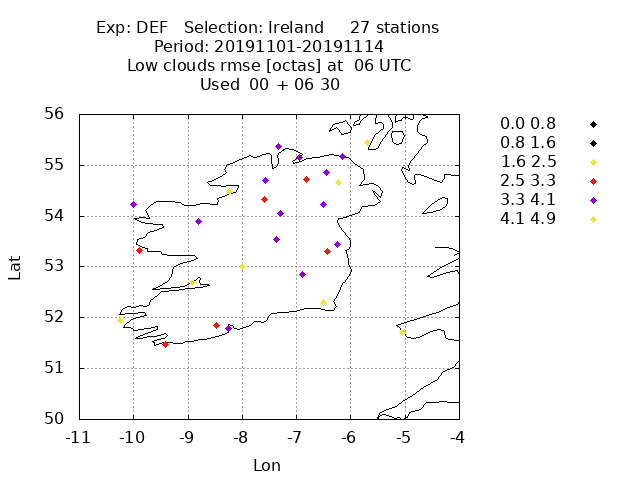 Exp: DEF Selection: Ireland 27 stations
Period: 20191101-20191114
Low clouds rmse [octas] at 06 UTC
Used 00 + 06 30
56
55
54
53
52
51
50
-11 -10 -9 -8 -7 -6 -5 -4
Lat
Lon
0.0 0.8
0.8 1.6
1.6 2.5
2.5 3.3
3.3 4.1
4.1 4.9